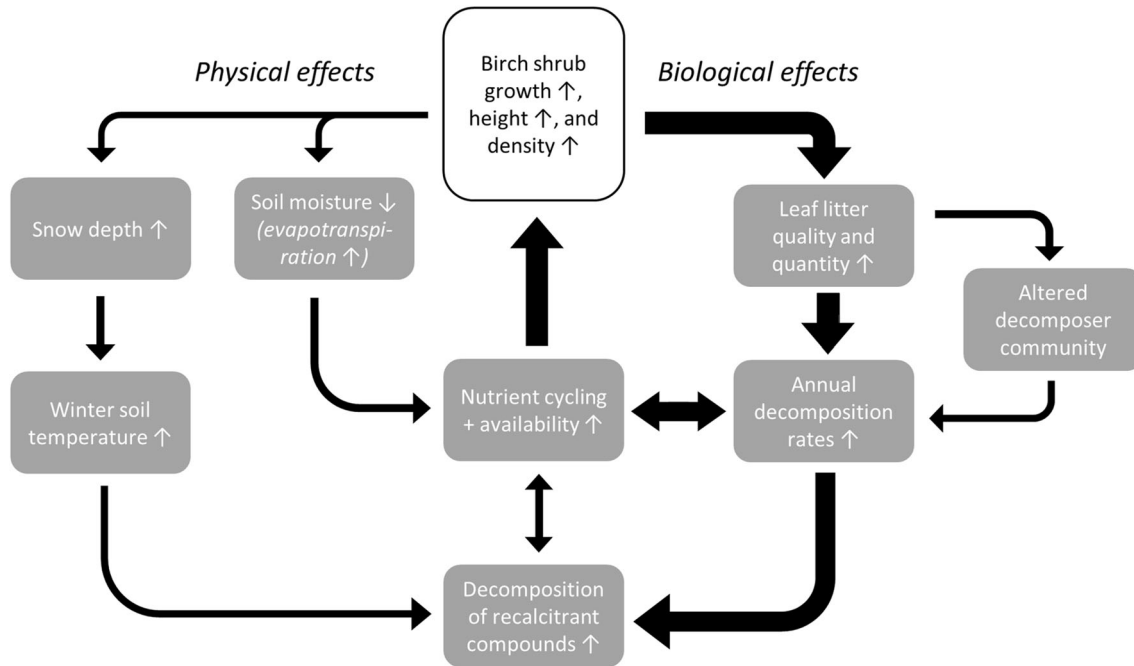 Physical effects
Birch shrub
growth ↑,
height ↑, and
density ↑
Biological effects
Snow depth ↑
Soil moisture ↓
(evapotranspi-
ration ↑)
Leaf litter
quality and
quantity ↑
Altered
decomposer
community
Winter soil
temperature ↑
Nutrient cycling
+ availability ↑
Annual
decomposition
rates ↑
Decomposition
of recalcitrant
compounds ↑